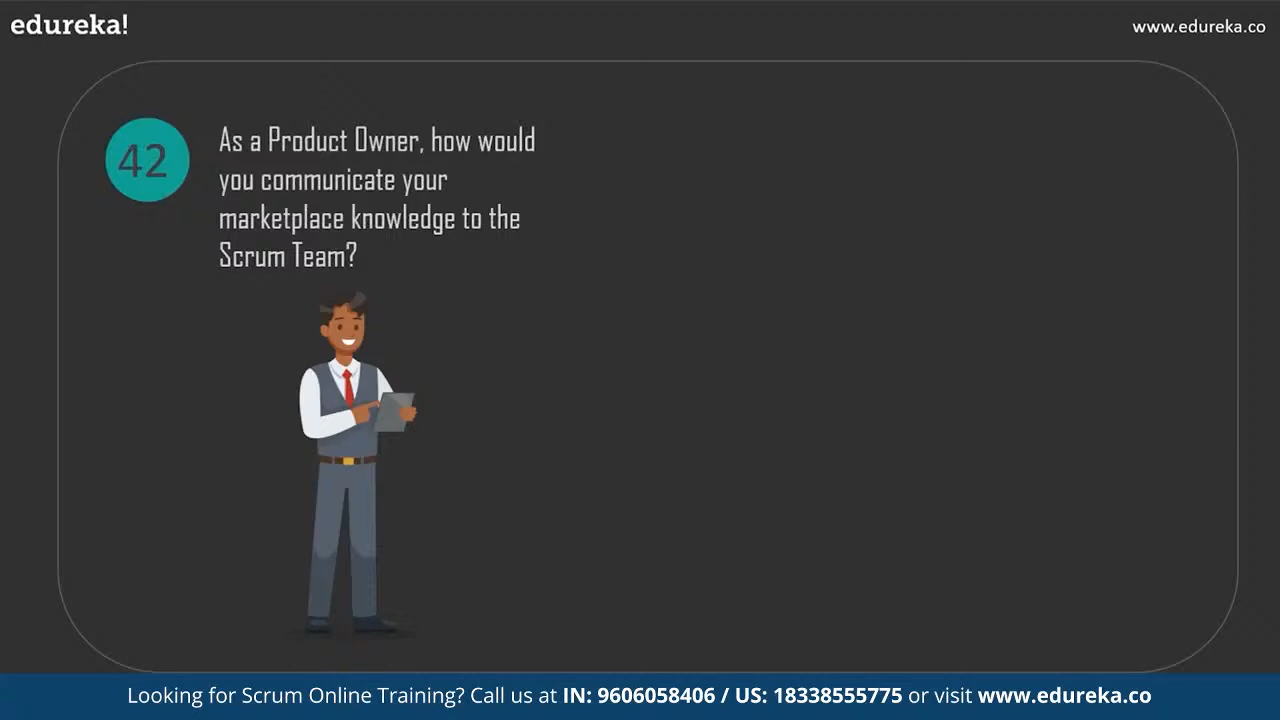 edureka!
www.edureka.co
42
As a Product Owner, how would
you communicate your
marketplace knowledge to the
Scrum Team?
Looking for Scrum Online Training? Call us at IN: 9606058406 / US: 18338555775 or visit www.edureka.co